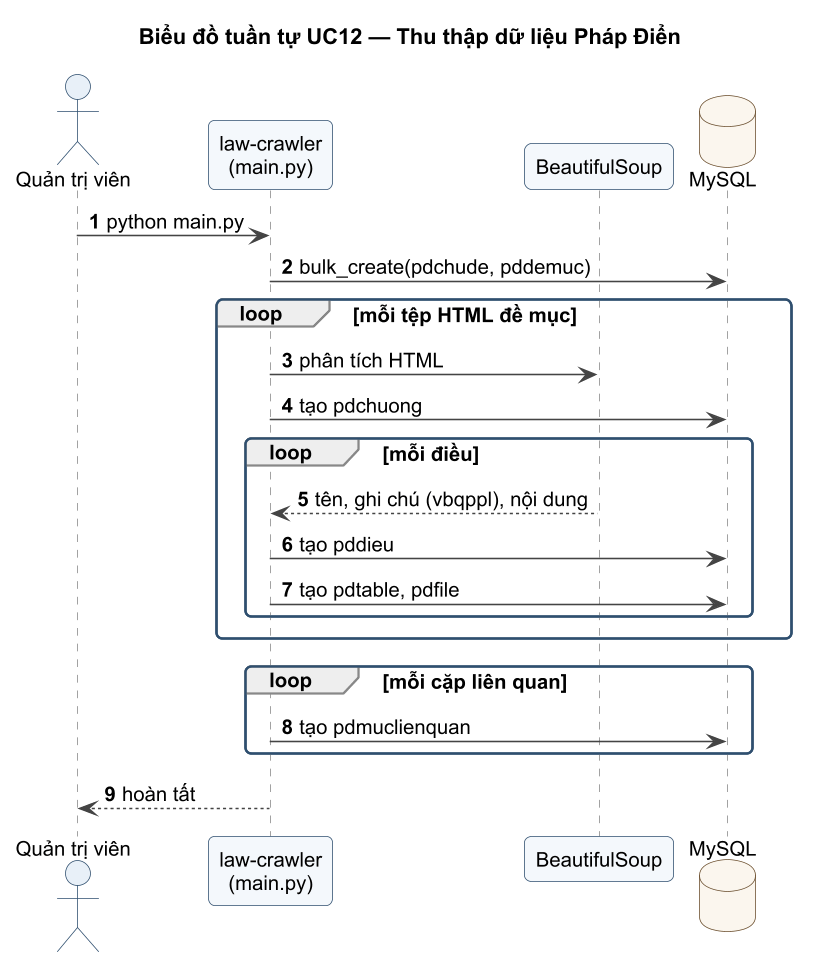 Biểu đồ tuần tự UC12 — Thu thập dữ liệu Pháp Điển
Quản trị viên
law-crawler
(main.py)
BeautifulSoup
MySQL
1 python main.py
2 bulk_create(pdchude, pddemuc)
loop [mỗi tệp HTML đề mục]
3 phân tích HTML
4 tạo pdchuong
loop [mỗi điều]
5 tên, ghi chú (vbqppl), nội dung
6 tạo pddieu
7 tạo pdtable, pdfile
loop [mỗi cặp liên quan]
8 tạo pdmuclienquan
9 hoàn tất
Quản trị viên
law-crawler
(main.py)
BeautifulSoup
MySQL